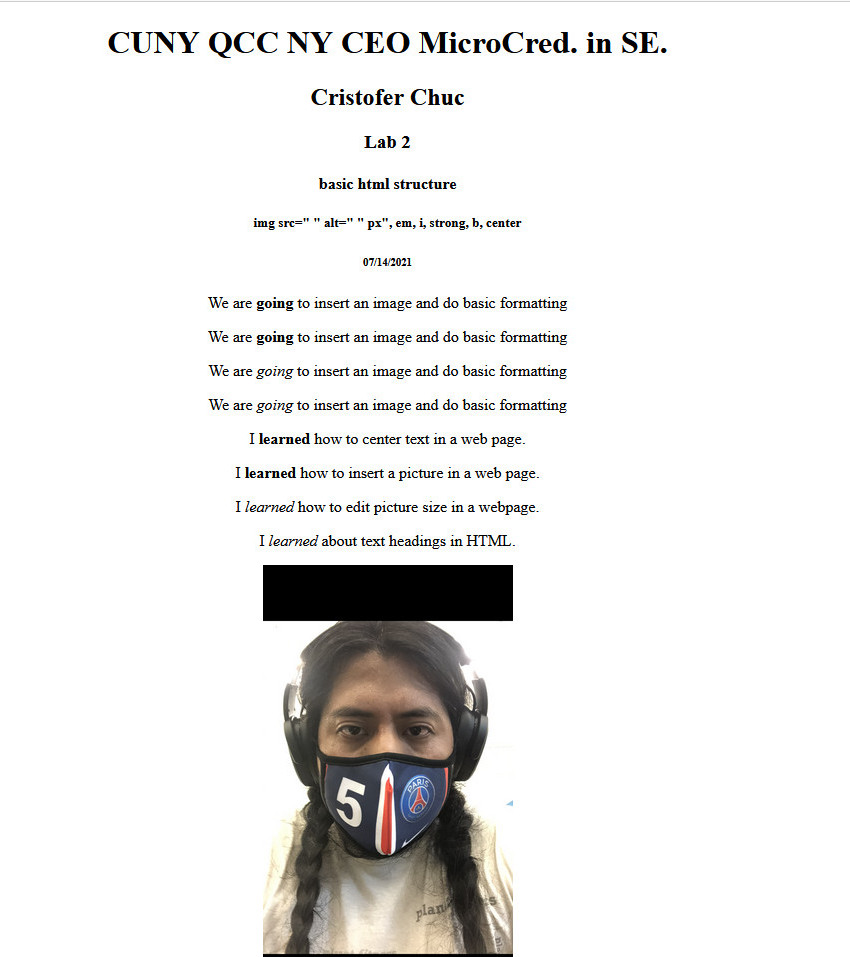 CUNY QCC NY CEO MicroCred. in SE.
Cristofer Chuc
Lab 2
basic html structure
img src=" " alt=" " px", em, i, strong, b, center
07/14/2021
We are going to insert an image and do basic formatting
We are going to insert an image and do basic formatting
We are going to insert an image and do basic formatting
We are going to insert an image and do basic formatting
I learned how to center text in a web page.
I learned how to insert a picture in a web page.
I learned how to edit picture size in a webpage.
I learned about text headings in HTML.
5
PARIS